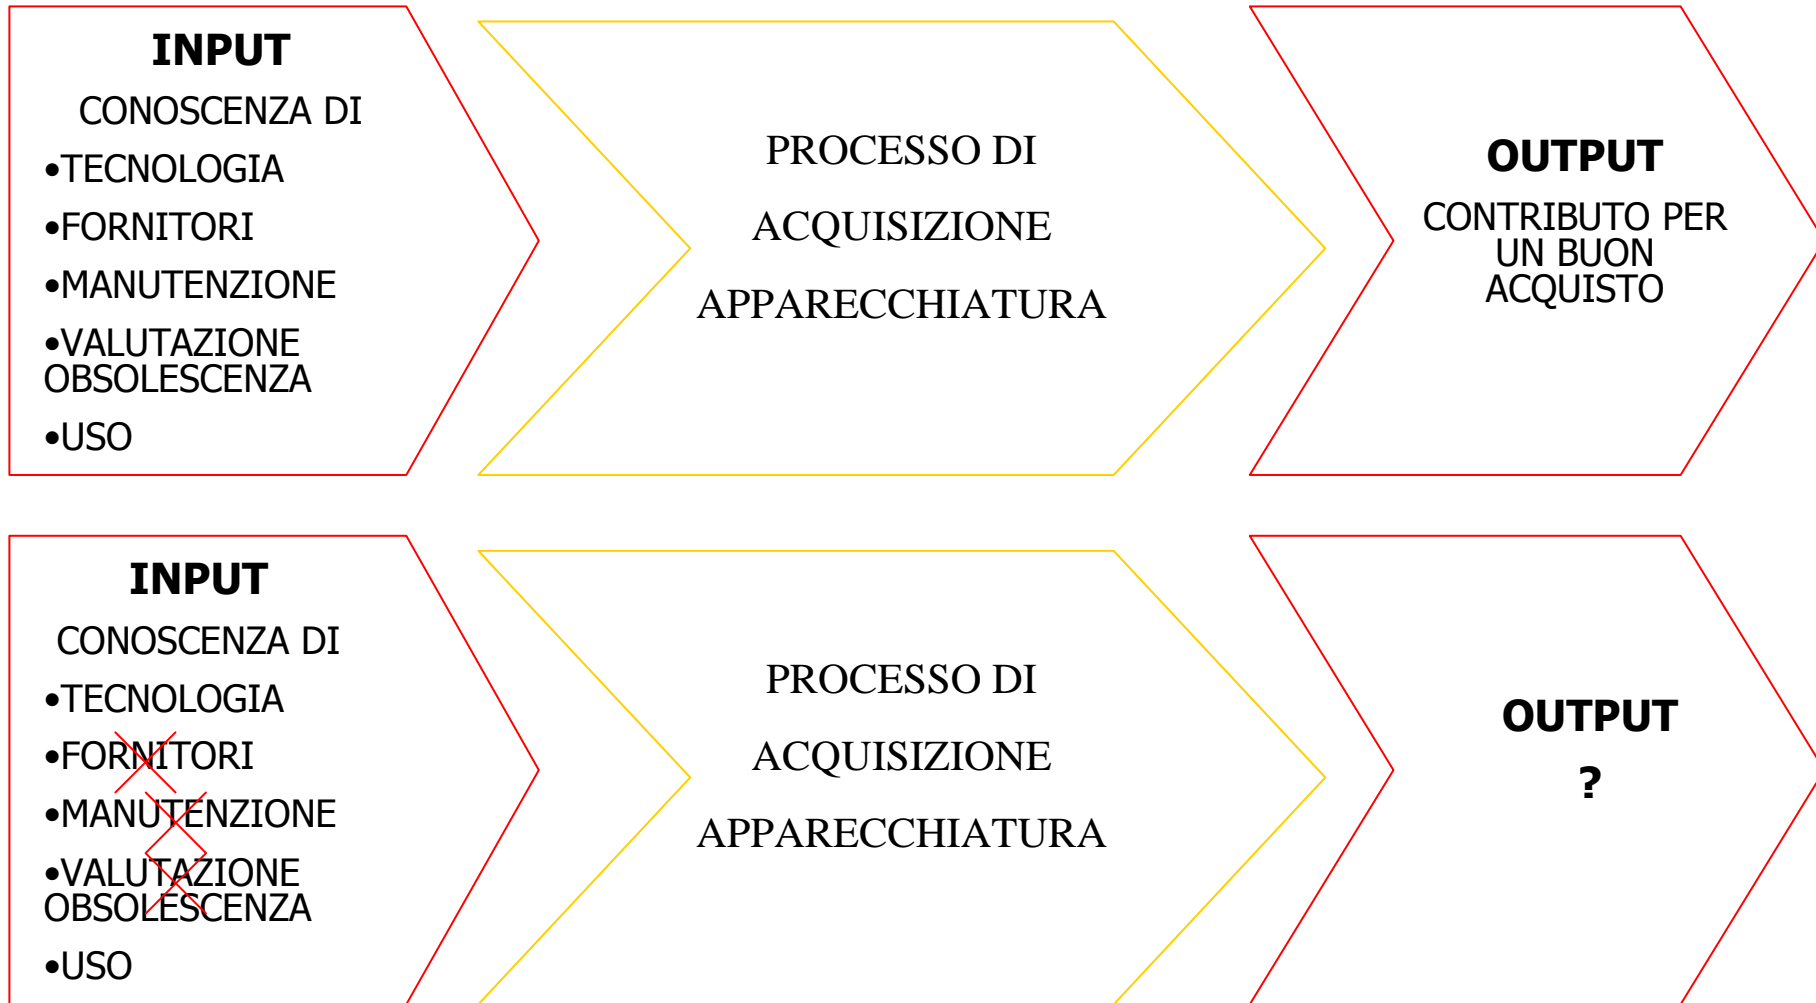 INPUT
CONOSCENZA DI
•TECNOLOGIA
•FORNITORI
•MANUTENZIONE
•VALUTAZIONE
OBSOLESCENZA
•USO
PROCESSO DI
ACQUISIZIONE
APPARECCHIATURA
OUTPUT
CONTRIBUTO PER
UN BUON
ACQUISTO
INPUT
CONOSCENZA DI
•TECNOLOGIA
•FORNITORI
•MANUTENZIONE
•VALUTAZIONE
OBSOLESCENZA
•USO
PROCESSO DI
ACQUISIZIONE
APPARECCHIATURA
OUTPUT
?